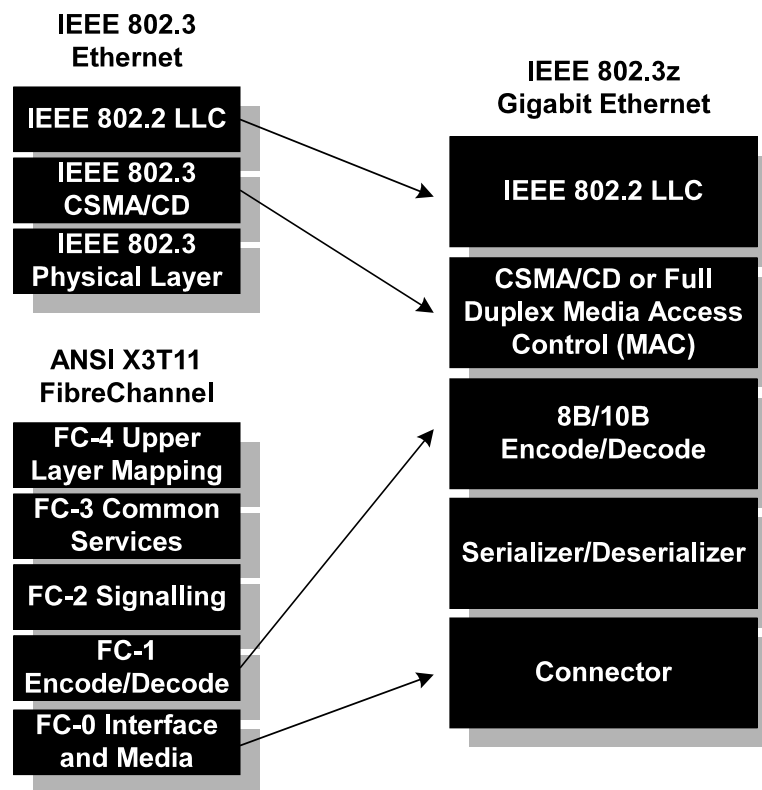 IEEE 802.3
Ethernet
IEEE 802.2 LLC
IEEE 802.3
CSMA/CD
IEEE 802.3
Physical Layer
ANSI X3T11
FibreChannel
FC-4 Upper
Layer Mapping
FC-3 Common
Services
FC-2 Signalling
FC-1
Encode/Decode
FC-0 Interface
and Media
IEEE 802.3z
Gigabit Ethernet
IEEE 802.2 LLC
CSMA/CD or Full
Duplex Media Access
Control (MAC)
8B/10B
Encode/Decode
Serializer/Deserializer
Connector